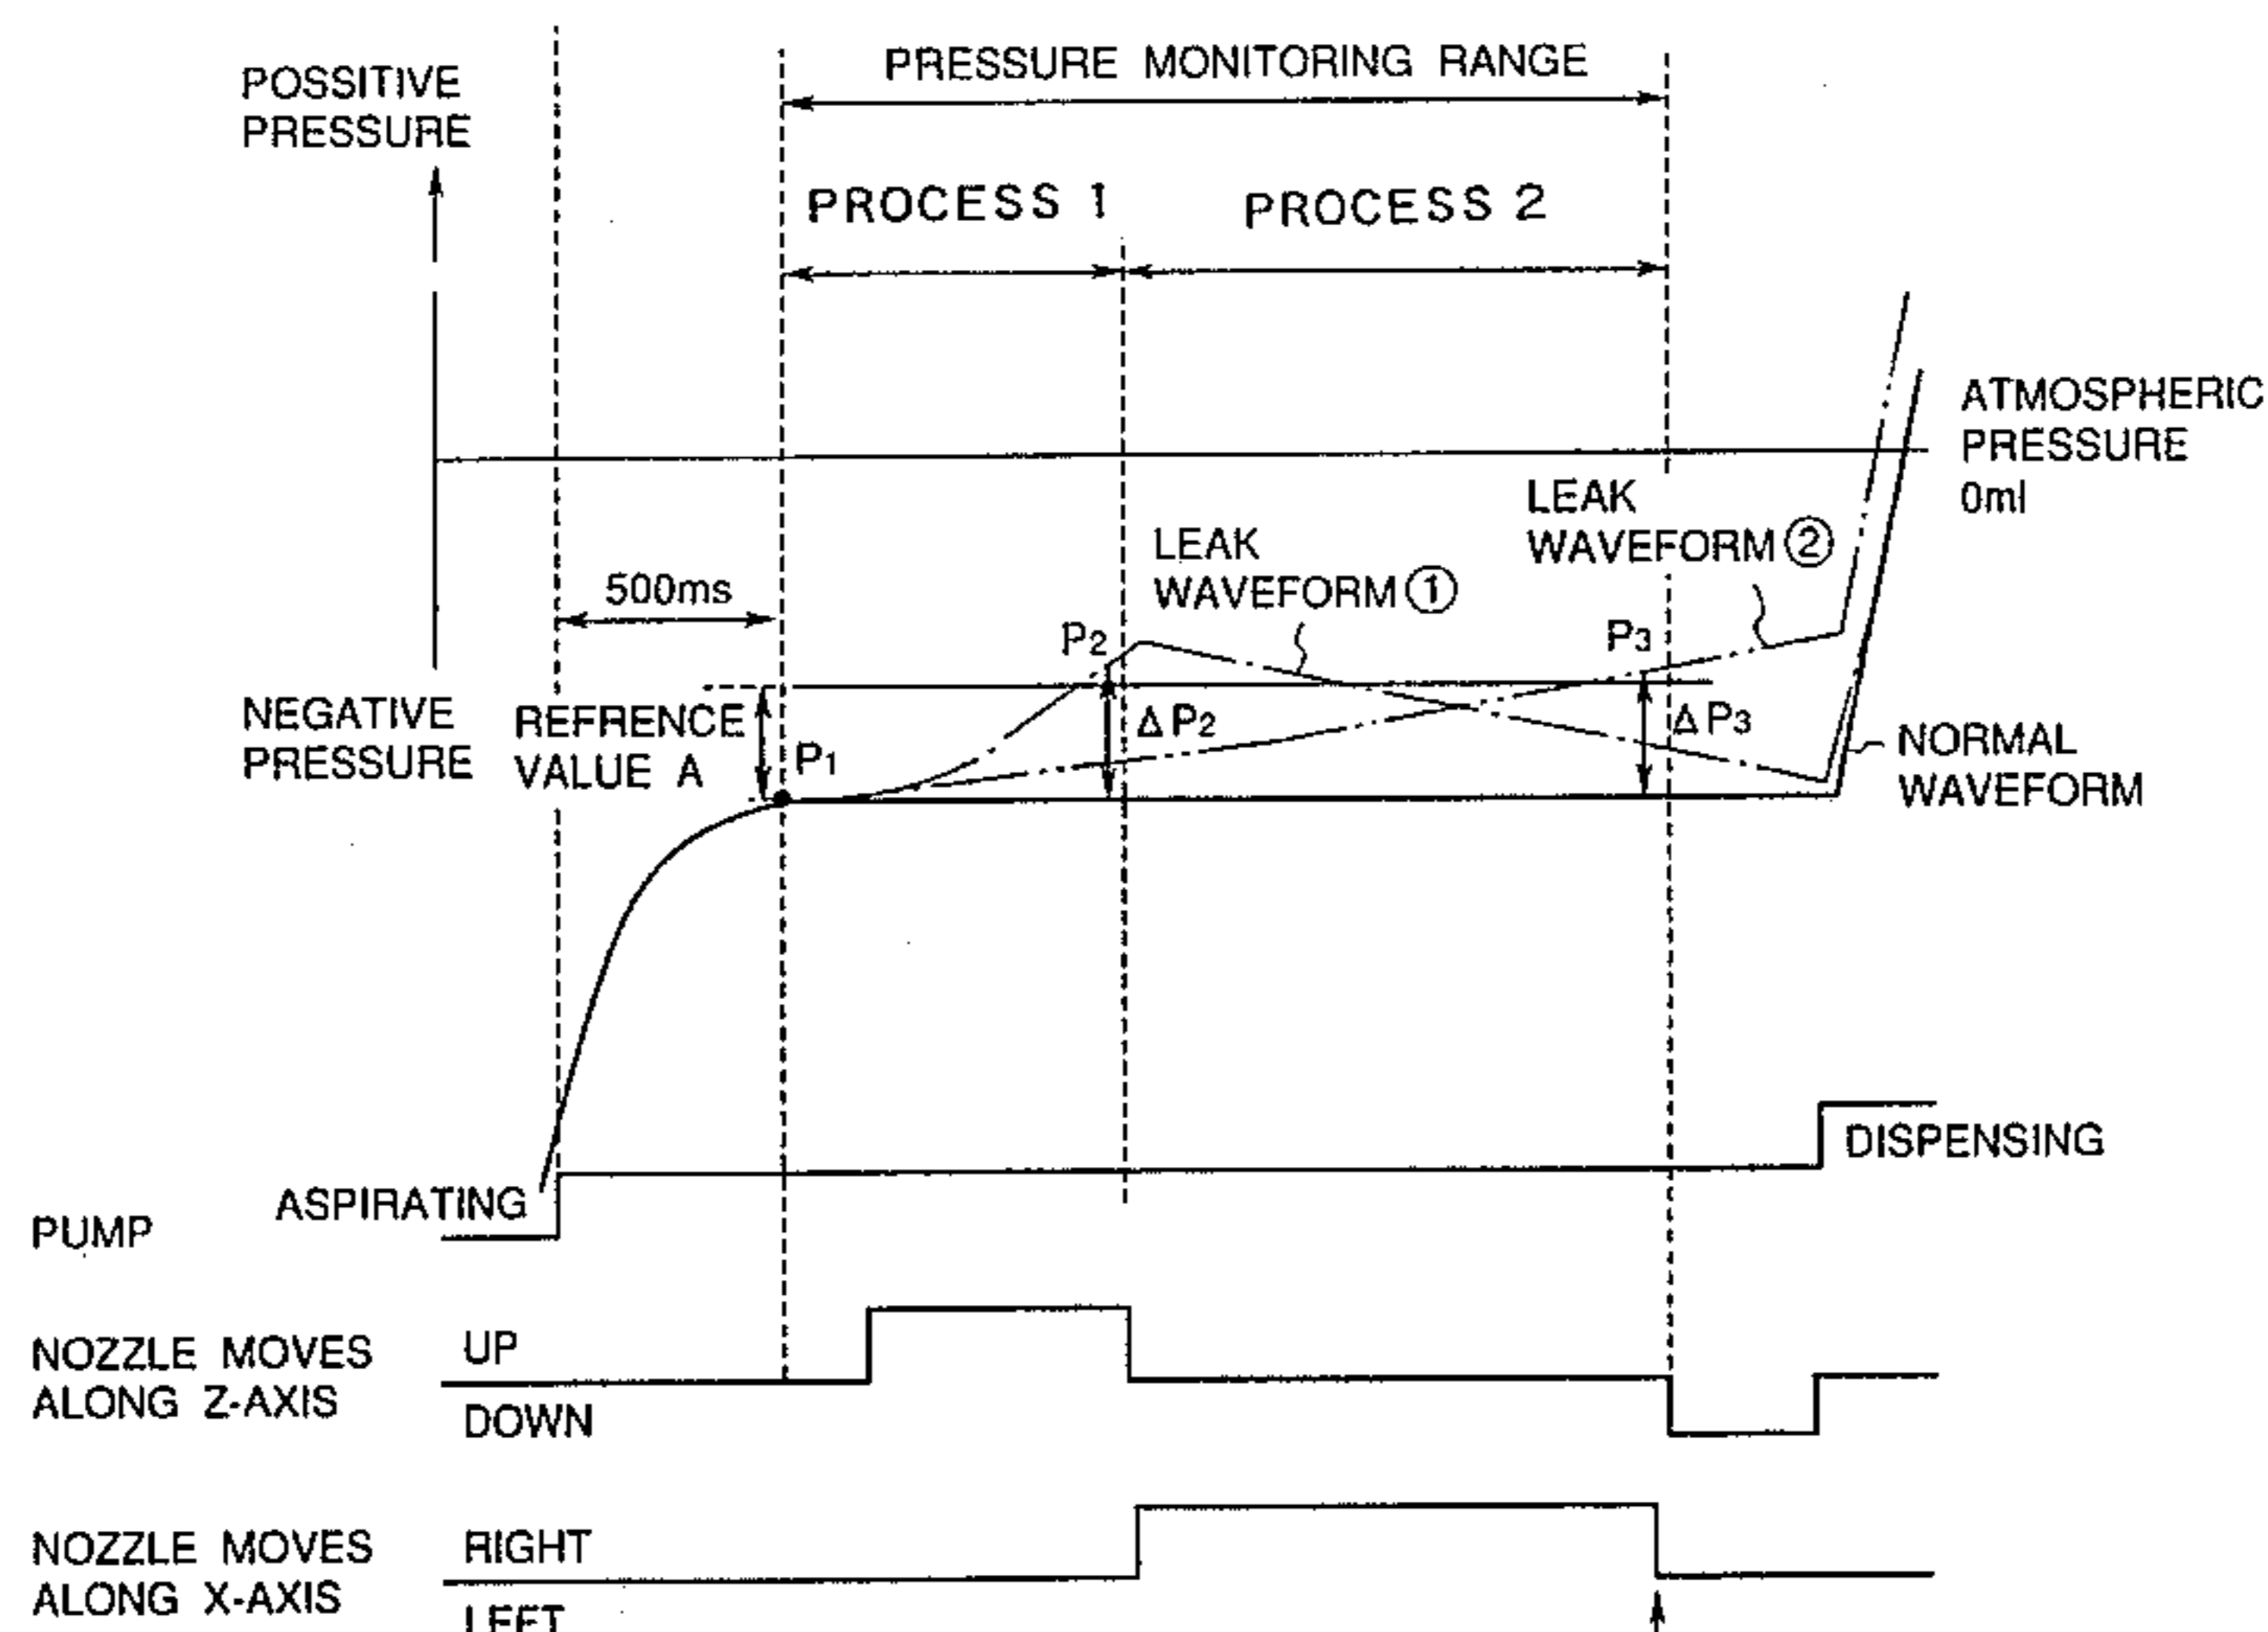 POSSITIVE
PRESSURE
PRESSURE MONITORING RANGE
PROCESS 1
PROCESS 2
ATMOSPHERIC
PRESSURE
0ml
LEAK
WAVEFORM ②
LEAK
WAVEFORM ①
500ms
P2
P3
NEGATIVE
PRESSURE
REFRENCE
VALUE A
P1
ΔP2
ΔP3
NORMAL
WAVEFORM
DISPENSING
ASPIRATING
PUMP
NOZZLE MOVES
ALONG Z-AXIS
UP
DOWN
NOZZLE MOVES
ALONG X-AXIS
RIGHT
LEFT